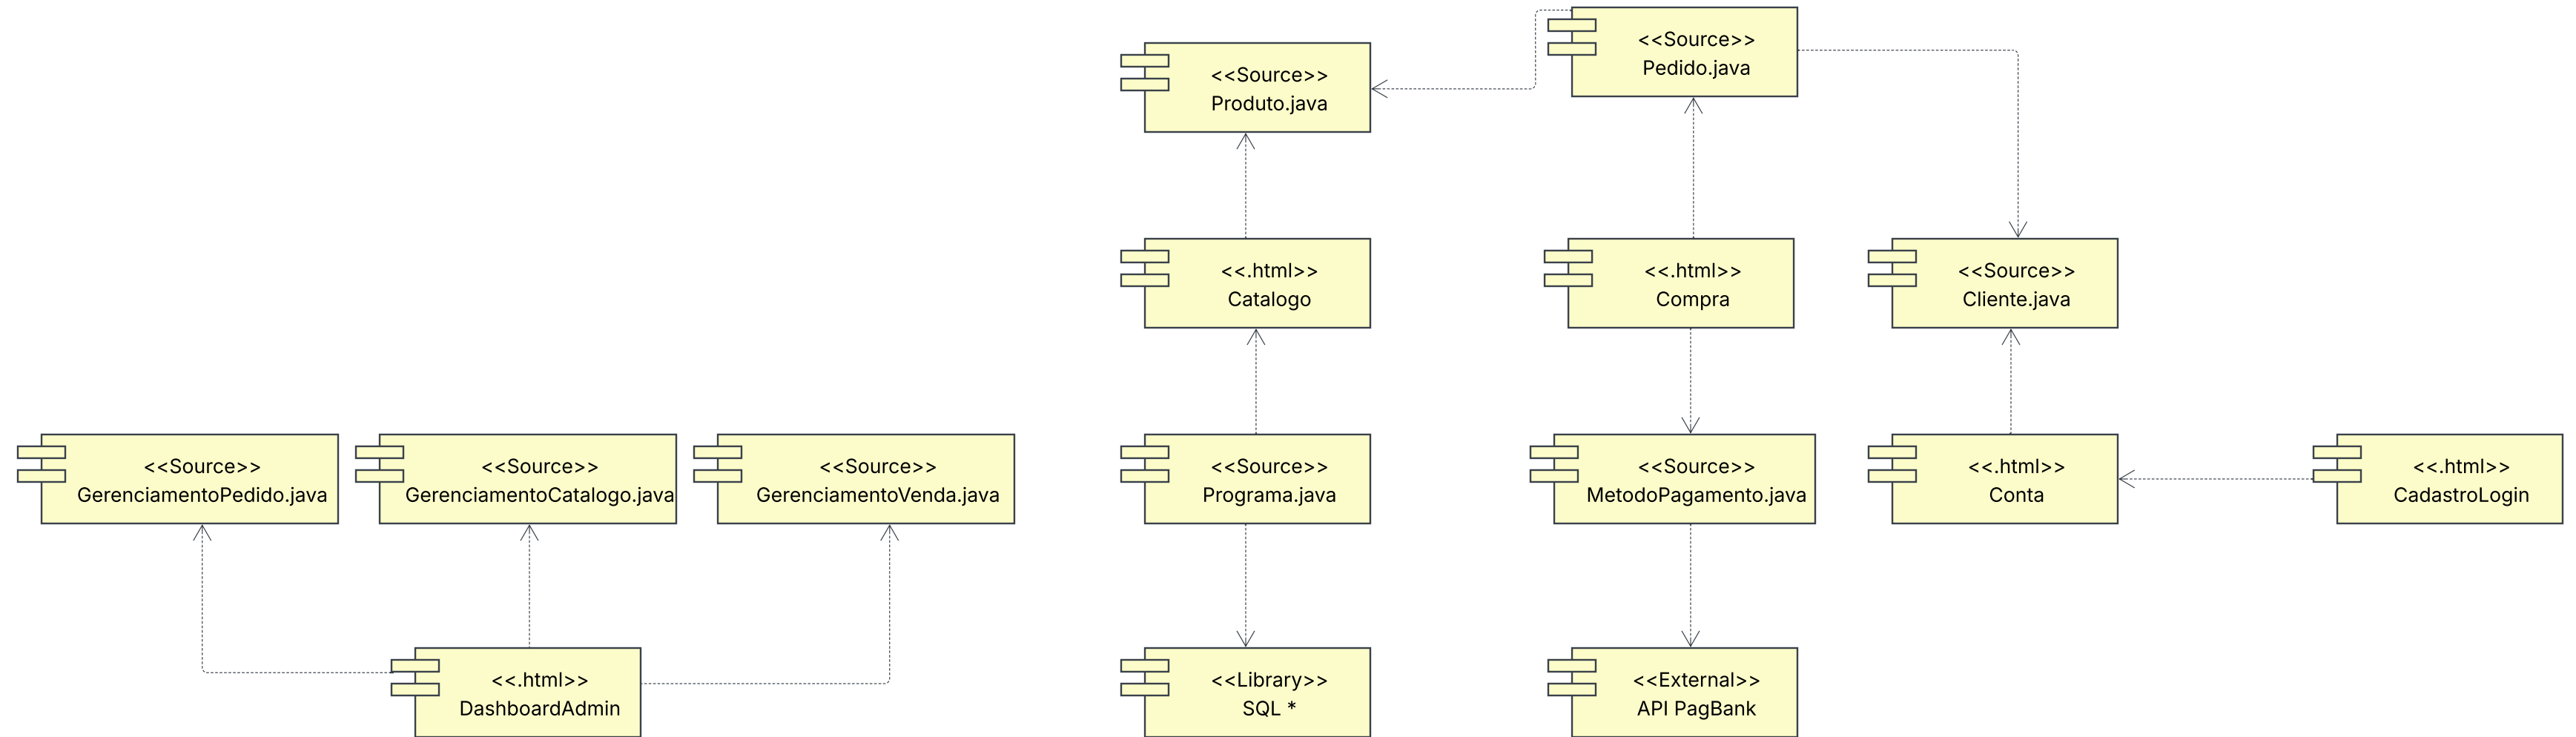 <<Source>>
Pedido.java
<<Source>>
Produto.java
<<.html>>
Catalogo
<<.html>>
Compra
<<Source>>
Cliente.java
<<Source>>
GerenciamentoPedido.java
<<Source>>
GerenciamentoCatalogo.java
<<Source>>
GerenciamentoVenda.java
<<Source>>
Programa.java
<<Source>>
MetodoPagamento.java
<<.html>>
Conta
<<.html>>
CadastroLogin
<<.html>>
DashboardAdmin
<<Library>>
SQL *
<<External>>
API PagBank